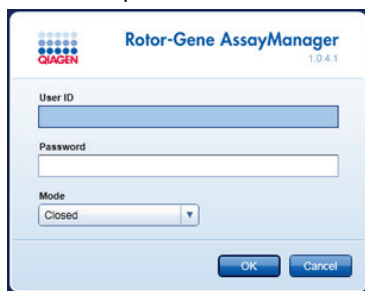 Rotor-Gene AssayManager
1.0.4.1
QIAGEN
User ID
Password
Mode
Closed
OK Cancel